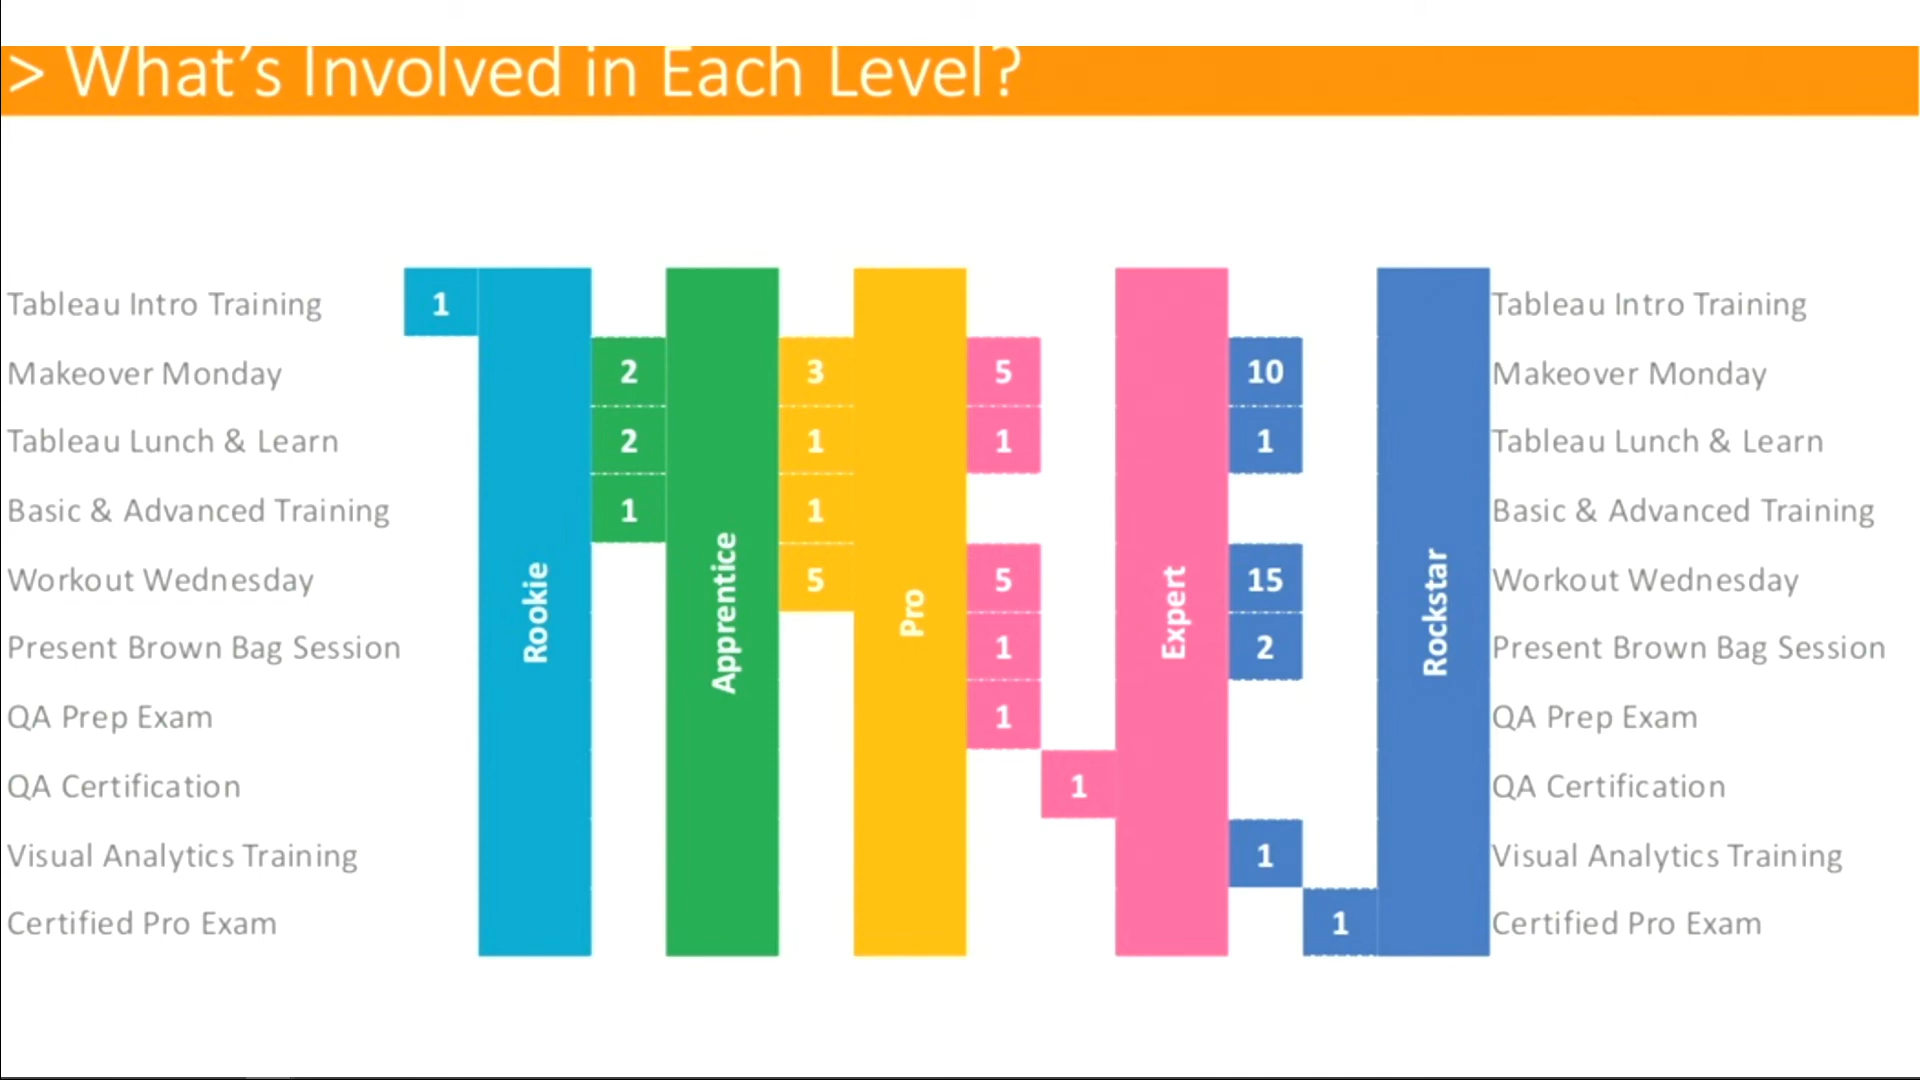 > What's Involved in Each Level?
Tableau Intro Training 1 Tableau Intro Training
Makeover Monday 2 3 5 10 Makeover Monday
Tableau Lunch & Learn 2 1 1 1 Tableau Lunch & Learn
Basic & Advanced Training 1 1 Basic & Advanced Training
Workout Wednesday 5 5 15 Workout Wednesday
Present Brown Bag Session 1 2 Present Brown Bag Session
QA Prep Exam 1 QA Prep Exam
QA Certification 1 QA Certification
Visual Analytics Training 1 Visual Analytics Training
Certified Pro Exam 1 Certified Pro Exam
Rookie
Apprentice
Pro
Expert
Rockstar